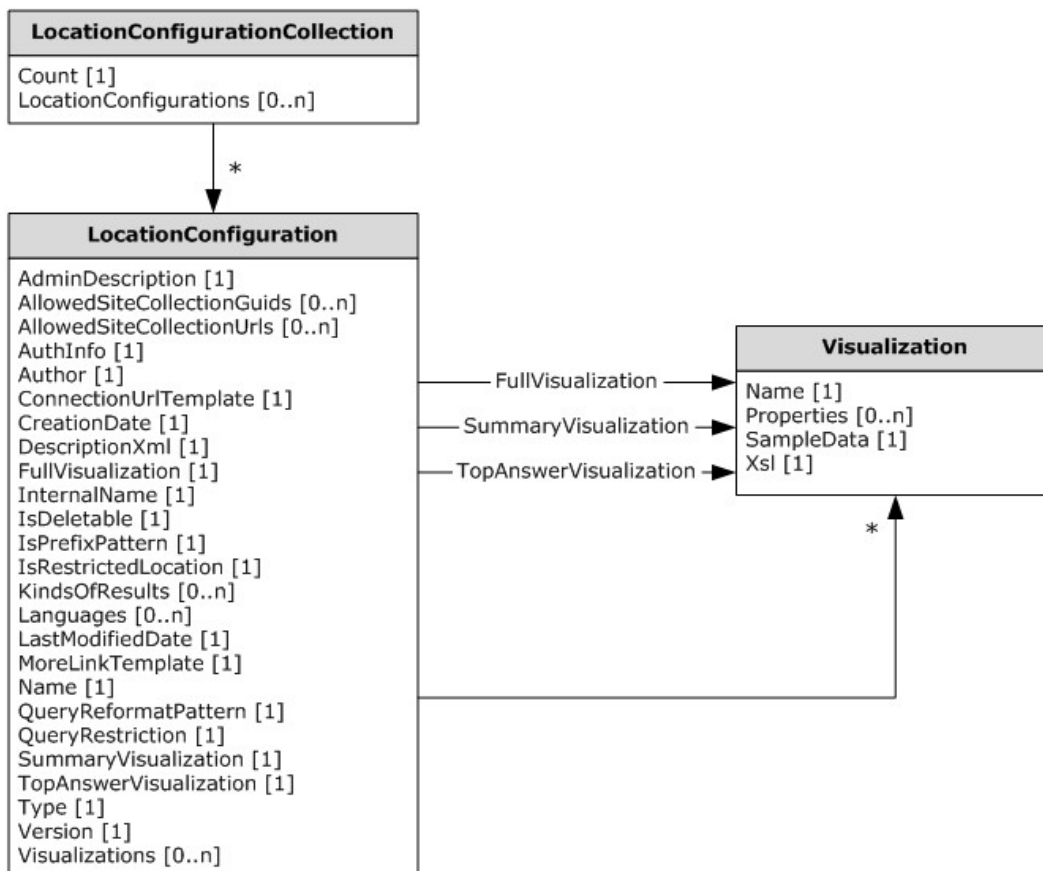 LocationConfigurationCollection
Count [1]
LocationConfigurations [0..n]
*
LocationConfiguration
AdminDescription [1]
AllowedSiteCollectionGuids [0..n]
AllowedSiteCollectionUrls [0..n]
AuthInfo [1]
Author [1]
ConnectionUrlTemplate [1]
CreationDate [1]
DescriptionXml [1]
FullVisualization [1]
InternalName [1]
IsDeletable [1]
IsPrefixPattern [1]
IsRestrictedLocation [1]
KindsOfResults [0..n]
Languages [0..n]
LastModifiedDate [1]
MoreLinkTemplate [1]
Name [1]
QueryReformatPattern [1]
QueryRestriction [1]
SummaryVisualization [1]
TopAnswerVisualization [1]
Type [1]
Version [1]
Visualizations [0..n]
FullVisualization
SummaryVisualization
TopAnswerVisualization
Visualization
Name [1]
Properties [0..n]
SampleData [1]
Xsl [1]
*